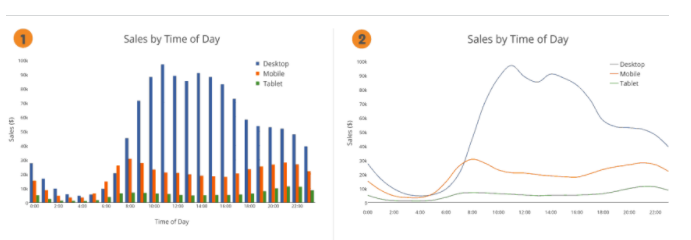 1
Sales by Time of Day
Desktop
Mobile
Tablet
Sales ($)
100k
90k
80k
70k
60k
50k
40k
30k
20k
10k
0
0:00 2:00 4:00 6:00 8:00 10:00 12:00 14:00 16:00 18:00 20:00 22:00
Time of Day
2
Sales by Time of Day
Desktop
Mobile
Tablet
Sales ($)
100k
90k
80k
70k
60k
50k
40k
30k
20k
10k
0
0:00 2:00 4:00 6:00 8:00 10:00 12:00 14:00 16:00 18:00 20:00 22:00